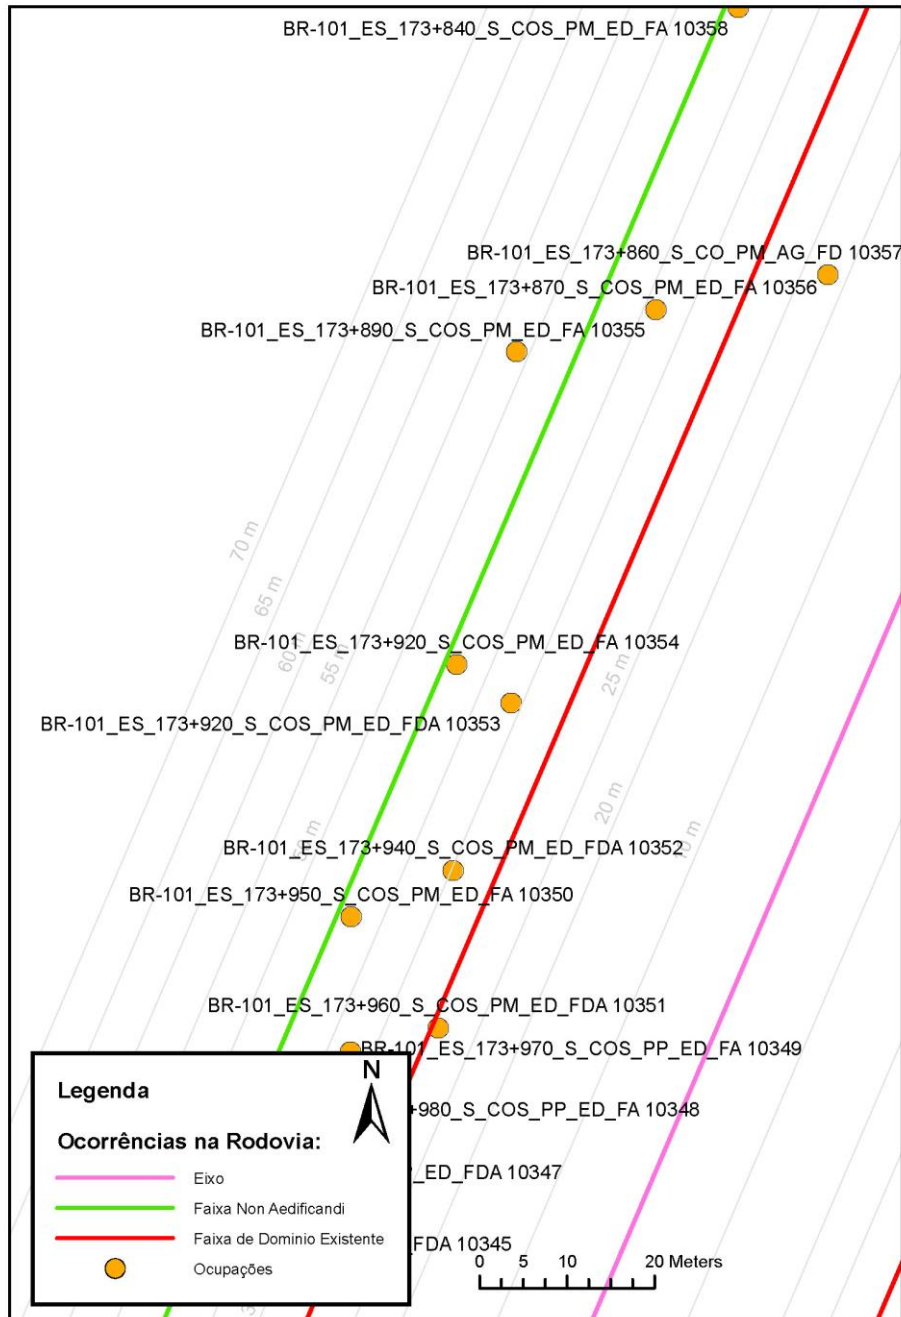 BR-101_ES_173+840_S_COS_PM_ED_FA 10358
BR-101_ES_173+860_S_CO_PM_AG_FD 10357
BR-101_ES_173+870_S_COS_PM_ED_FA 10356
BR-101_ES_173+890_S_COS_PM_ED_FA 10355
70 m
65 m
60 m
55 m
BR-101_ES_173+920_S_COS_PM_ED_FA 10354
25 m
BR-101_ES_173+920_S_COS_PM_ED_FDA 10353
20 m
10 m
BR-101_ES_173+940_S_COS_PM_ED_FDA 10352
BR-101_ES_173+950_S_COS_PM_ED_FA 10350
BR-101_ES_173+960_S_COS_PM_ED_FDA 10351
BR-101_ES_173+970_S_COS_PP_ED_FA 10349
+980_S_COS_PP_ED_FA 10348
_ED_FDA 10347
FDA 10345
N
Legenda
Ocorrências na Rodovia:
Eixo
Faixa Non Aedificandi
Faixa de Dominio Existente
Ocupações
0 5 10 20 Meters